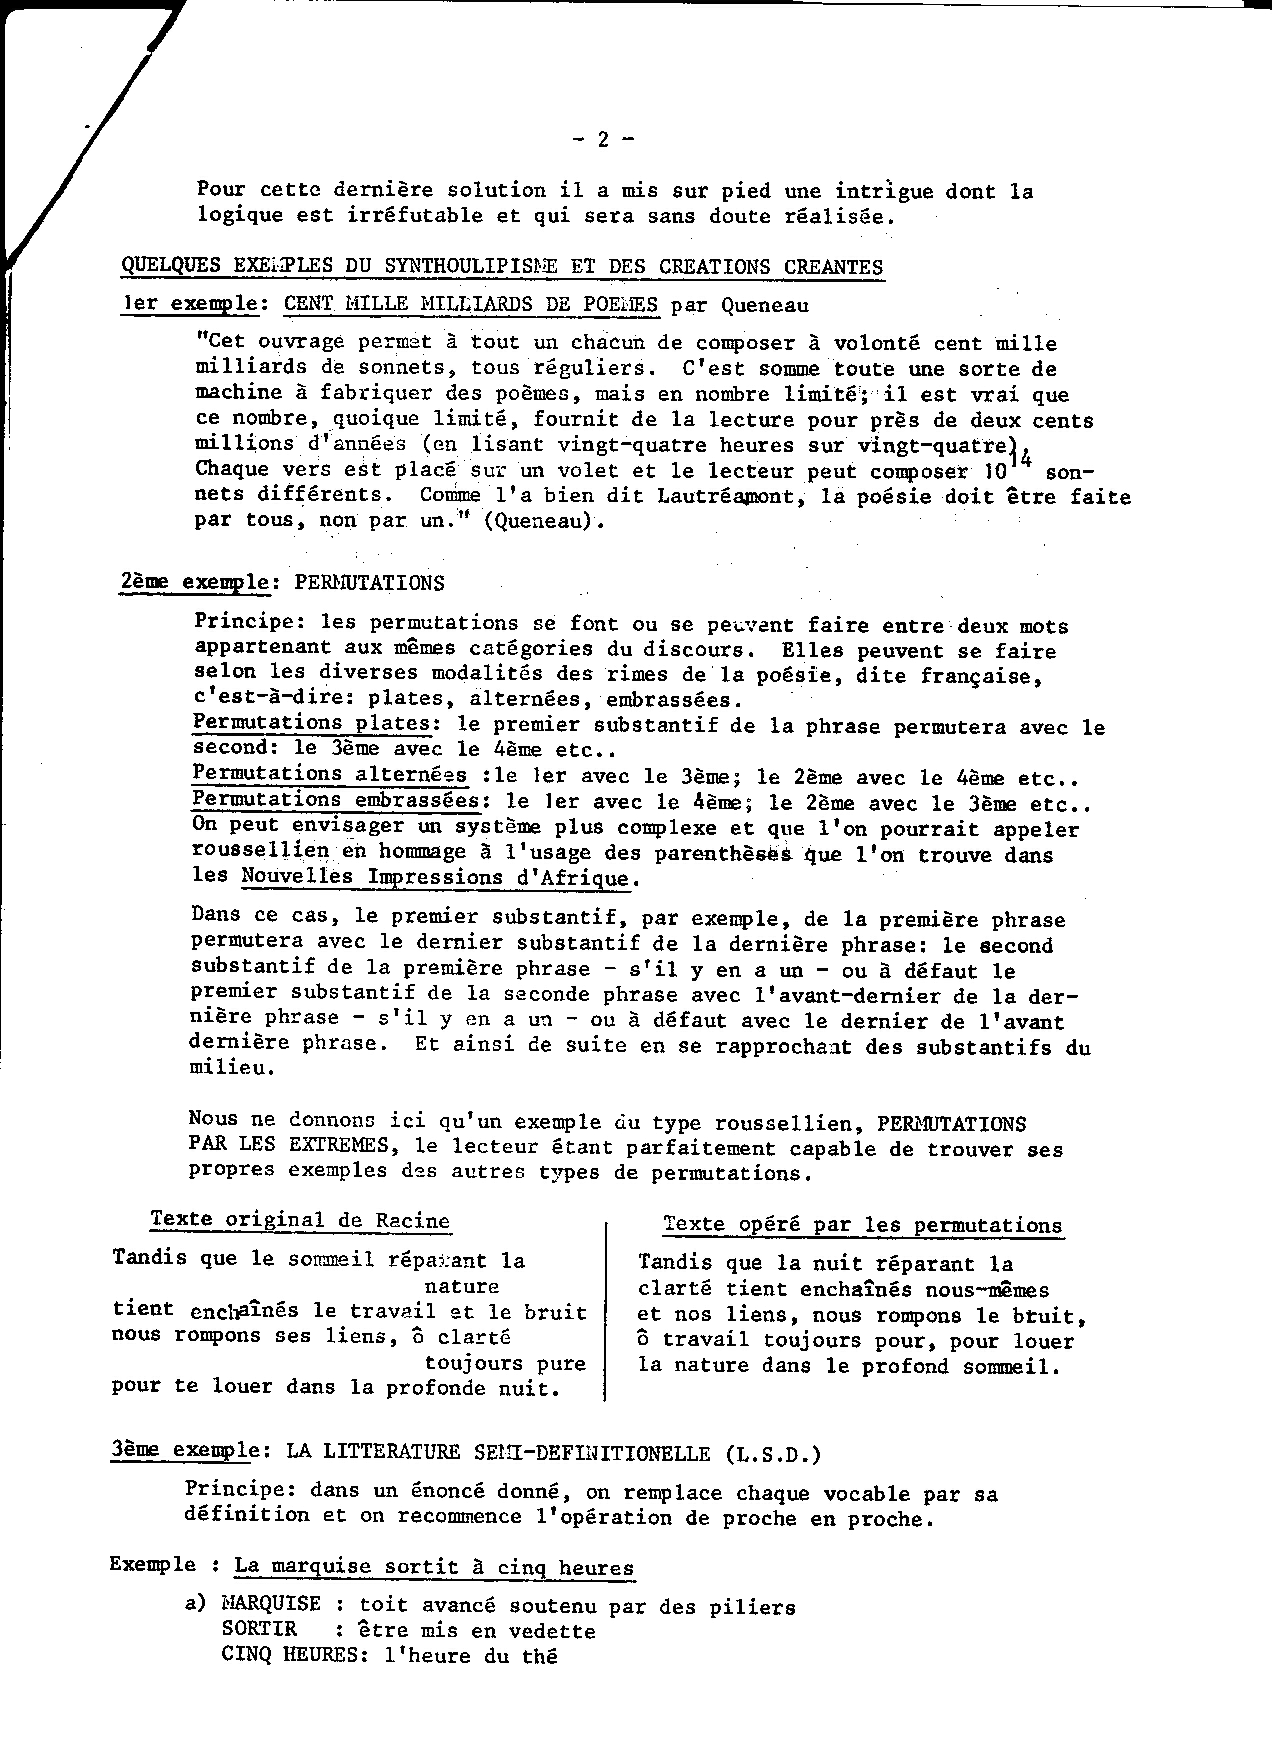 - 2 -
Pour cette dernière solution il a mis sur pied une intrigue dont la
logique est irréfutable et qui sera sans doute réalisée.
QUELQUES EXEMPLES DU SYNTHOULIPISME ET DES CREATIONS CREANTES
1er exemple: CENT MILLE MILLIARDS DE POEMES par Queneau
"Cet ouvrage permet à tout un chacun de composer à volonté cent mille
milliards de sonnets, tous réguliers. C'est somme toute une sorte de
machine à fabriquer des poèmes, mais en nombre limité; il est vrai que
ce nombre, quoique limité, fournit de la lecture pour près de deux cents
millions d'années (en lisant vingt-quatre heures sur vingt-quatre).
Chaque vers est placé sur un volet et le lecteur peut composer 10¹⁴ son-
nets différents. Comme l'a bien dit Lautréamont, la poésie doit être faite
par tous, non par un." (Queneau).
2ème exemple: PERMUTATIONS
Principe: les permutations se font ou se peuvent faire entre deux mots
appartenant aux mêmes catégories du discours. Elles peuvent se faire
selon les diverses modalités des rimes de la poésie, dite française,
c'est-à-dire: plates, alternées, embrassées.
Permutations plates: le premier substantif de la phrase permutera avec le
second: le 3ème avec le 4ème etc..
Permutations alternées :le 1er avec le 3ème; le 2ème avec le 4ème etc..
Permutations embrassées: le 1er avec le 4ème; le 2ème avec le 3ème etc..
On peut envisager un système plus complexe et que l'on pourrait appeler
roussellien en hommage à l'usage des parenthèses que l'on trouve dans
les Nouvelles Impressions d'Afrique.
Dans ce cas, le premier substantif, par exemple, de la première phrase
permutera avec le dernier substantif de la dernière phrase: le second
substantif de la première phrase - s'il y en a un - ou à défaut le
premier substantif de la seconde phrase avec l'avant-dernier de la der-
nière phrase - s'il y en a un - ou à défaut avec le dernier de l'avant
dernière phrase. Et ainsi de suite en se rapprochant des substantifs du
milieu.
Nous ne donnons ici qu'un exemple du type roussellien, PERMUTATIONS
PAR LES EXTREMES, le lecteur étant parfaitement capable de trouver ses
propres exemples des autres types de permutations.
Texte original de Racine
Tandis que le sommeil réparant la
nature
tient enchaînés le travail et le bruit
nous rompons ses liens, ô clarté
toujours pure
pour te louer dans la profonde nuit.
Texte opéré par les permutations
Tandis que la nuit réparant la
clarté tient enchaînés nous-mêmes
et nos liens, nous rompons le bruit,
ô travail toujours pour, pour louer
la nature dans le profond sommeil.
3ème exemple: LA LITTERATURE SEMI-DEFINITIONELLE (L.S.D.)
Principe: dans un énoncé donné, on remplace chaque vocable par sa
définition et on recommence l'opération de proche en proche.
Exemple : La marquise sortit à cinq heures
a) MARQUISE : toit avancé soutenu par des piliers
SORTIR : être mis en vedette
CINQ HEURES: l'heure du thé